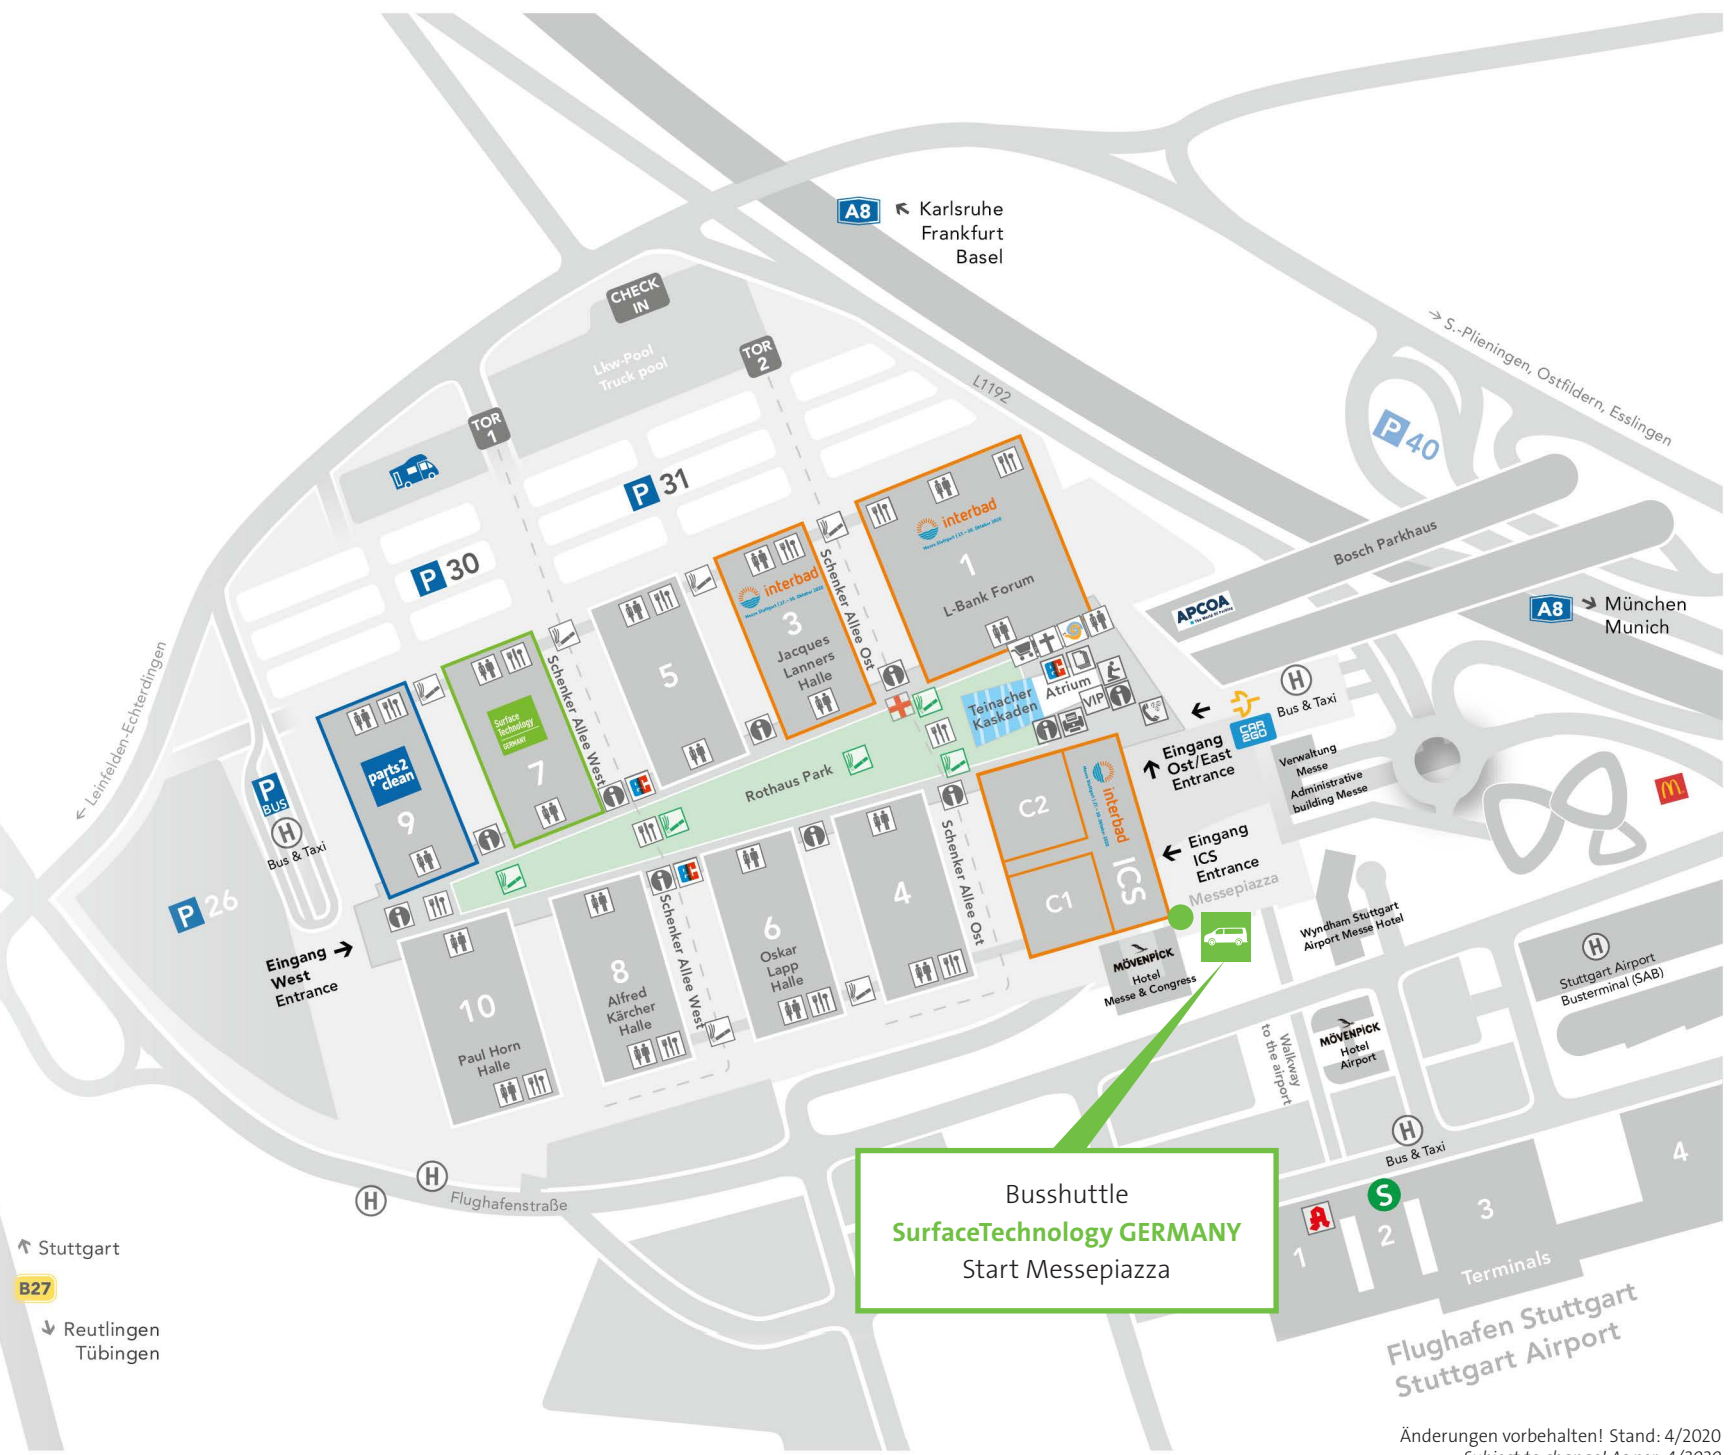 A8
Karlsruhe
Frankfurt
Basel
CHECK
IN
Lkw-Pool
Truck pool
TOR
2
TOR
1
L1192
S.-Plieningen, Ostfildern, Esslingen
P 40
P 31
P 30
Bosch Parkhaus
APCOA
A8
München
Munich
Leinfelden-Echterdingen
interbad
1
L-Bank Forum
interbad
3
Jacques
Lanners
Halle
Schenker Allee Ost
5
Schenker Allee West
Surface
Technology
GERMANY
7
parts2
clean
9
P
BUS
H
Bus & Taxi
P 26
Eingang
West
Entrance
Rothaus Park
Teinacher
Kaskaden
Atrium
VIP
H
Bus & Taxi
CAR
2GO
Eingang
Ost/East
Entrance
Verwaltung
Messe
Administrative
building Messe
Eingang
ICS
Entrance
Messepiazza
C2
C1
interbad
ICS
Schenker Allee Ost
4
6
Oskar
Lapp
Halle
Schenker Allee West
8
Alfred
Kärcher
Halle
10
Paul Horn
Halle
MÖVENPICK
Hotel
Messe & Congress
Wyndham Stuttgart
Airport Messe Hotel
H
Stuttgart Airport
Busterminal (SAB)
Walkway
to the airport
MÖVENPICK
Hotel
Airport
H
Bus & Taxi
S
1
2
3
4
Terminals
Flughafen Stuttgart
Stuttgart Airport
H
H
Flughafenstraße
Stuttgart
B27
Reutlingen
Tübingen
Busshuttle
SurfaceTechnology GERMANY
Start Messepiazza
Änderungen vorbehalten! Stand: 4/2020